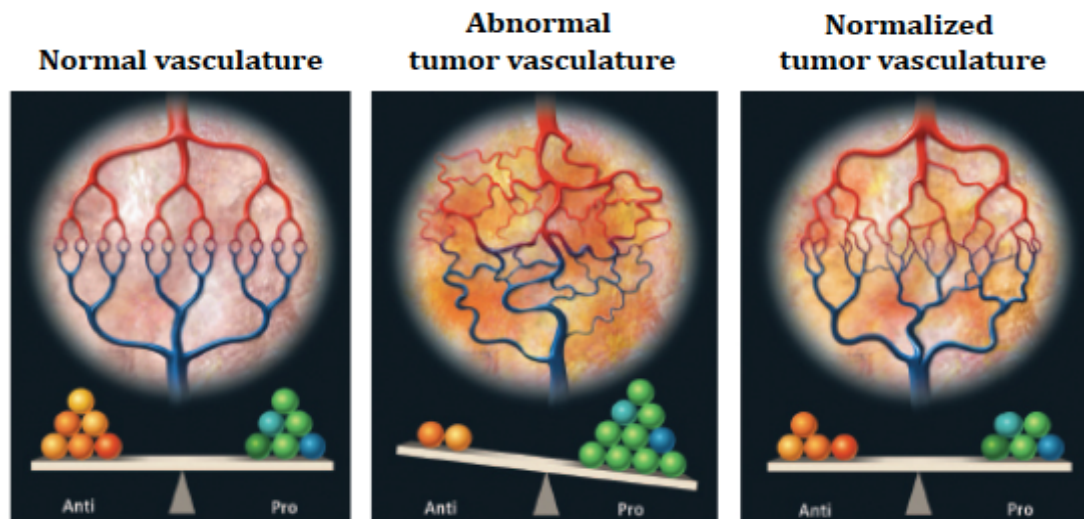 Normal vasculature
Abnormal
tumor vasculature
Normalized
tumor vasculature
Anti Pro
Anti Pro
Anti Pro